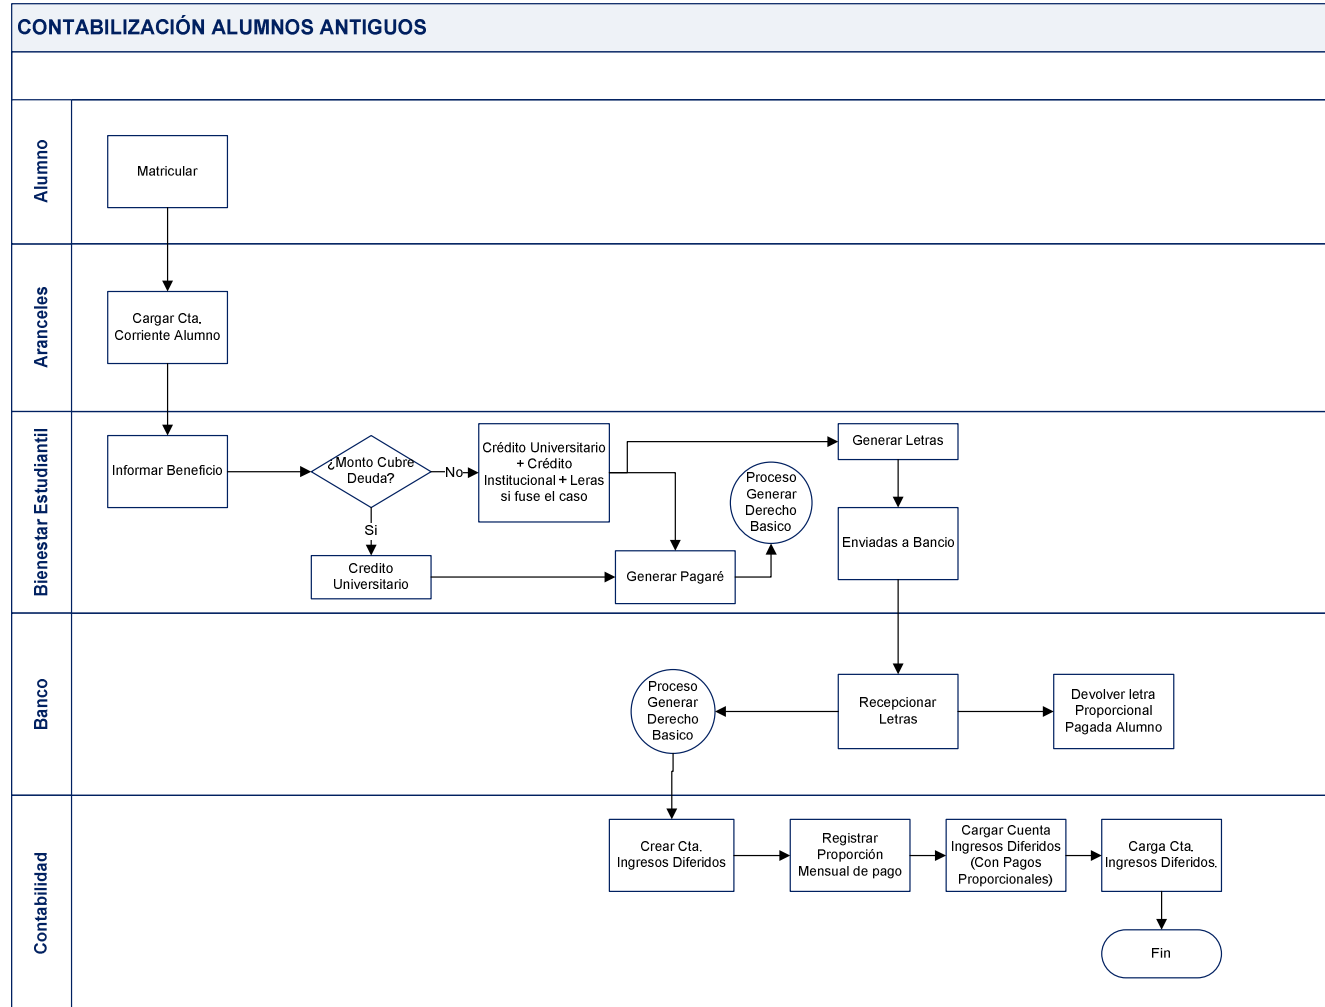 CONTABILIZACIÓN ALUMNOS ANTIGUOS
Alumno
Matricular
Aranceles
Cargar Cta.
Corriente Alumno
Bienestar Estudiantil
Informar Beneficio
¿Monto Cubre
Deuda?
No
Si
Crédito Universitario
+ Crédito
Institucional + Leras
si fuse el caso
Credito
Universitario
Generar Pagaré
Proceso
Generar
Derecho
Basico
Generar Letras
Enviadas a Bancio
Banco
Proceso
Generar
Derecho
Basico
Recepcionar
Letras
Devolver letra
Proporcional
Pagada Alumno
Contabilidad
Crear Cta.
Ingresos Diferidos
Registrar
Proporción
Mensual de pago
Cargar Cuenta
Ingresos Diferidos
(Con Pagos
Proporcionales)
Carga Cta.
Ingresos Diferidos.
Fin